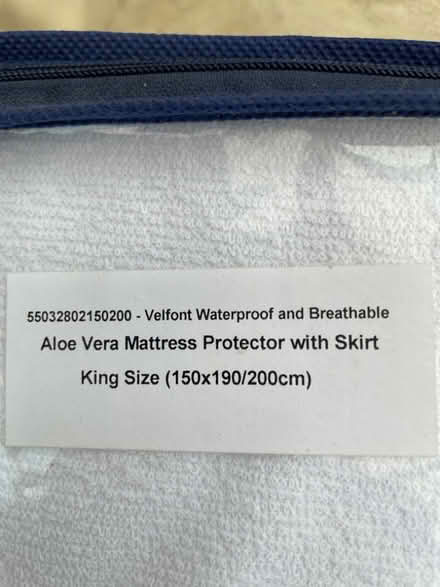 55032802150200 - Velfont Waterproof and Breathable
Aloe Vera Mattress Protector with Skirt
King Size (150x190/200cm)